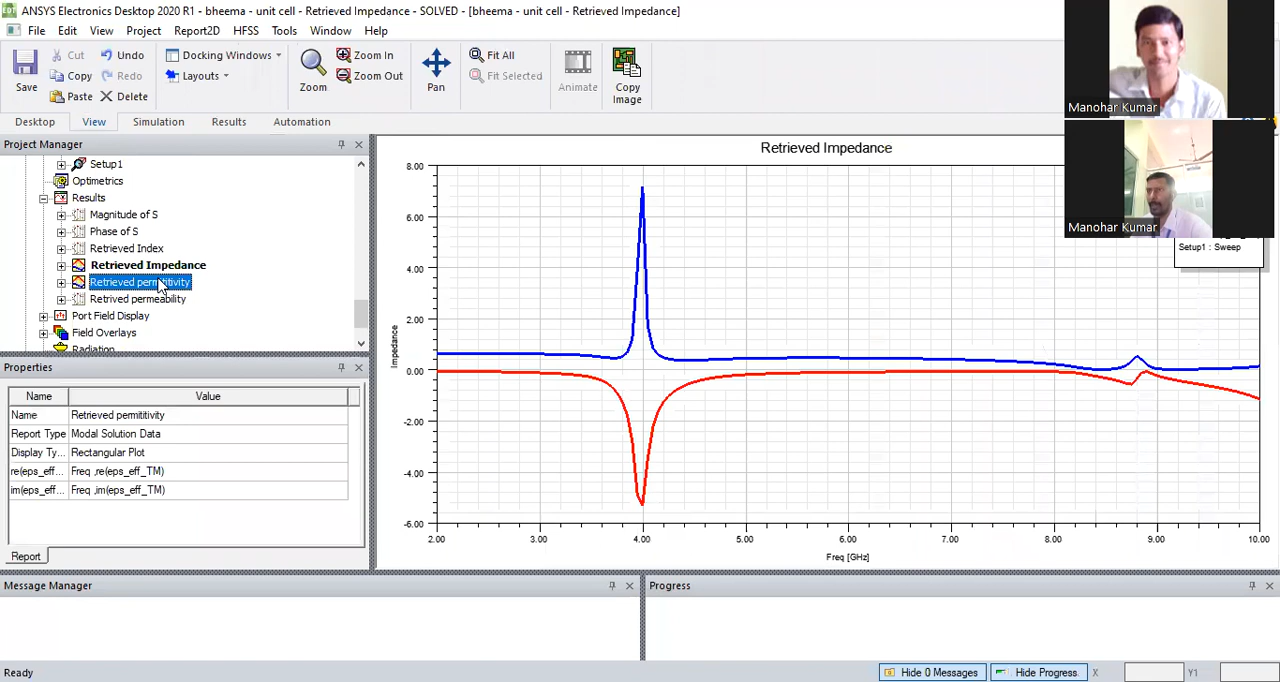 ANSYS Electronics Desktop 2020 R1 - bheema - unit cell - Retrieved Impedance - SOLVED - [bheema - unit cell - Retrieved Impedance]
File Edit View Project Report2D HFSS Tools Window Help
Save
Cut
Copy
Paste
Undo
Redo
Delete
Docking Windows
Layouts
Zoom
Zoom In
Zoom Out
Pan
Fit All
Fit Selected
Animate
Copy
Image
Desktop View Simulation Results Automation
Manohar Kumar
Manohar Kumar
Project Manager
Setup1
Optimetrics
Results
Magnitude of S
Phase of S
Retrieved Index
Retrieved Impedance
Retrieved permititivity
Retrived permeability
Port Field Display
Field Overlays
Radiation
Properties
Name Value
Name Retrieved permititivity
Report Type Modal Solution Data
Display Ty... Rectangular Plot
re(eps_eff... Freq ,re(eps_eff_TM)
im(eps_eff... Freq ,im(eps_eff_TM)
Report
Retrieved Impedance
Setup1 : Sweep
8.00
6.00
4.00
2.00
0.00
-2.00
-4.00
-6.00
Impedance
2.00 3.00 4.00 5.00 6.00 7.00 8.00 9.00 10.00
Freq [GHz]
Message Manager
Progress
Ready
Hide 0 Messages
Hide Progress
X
Y1